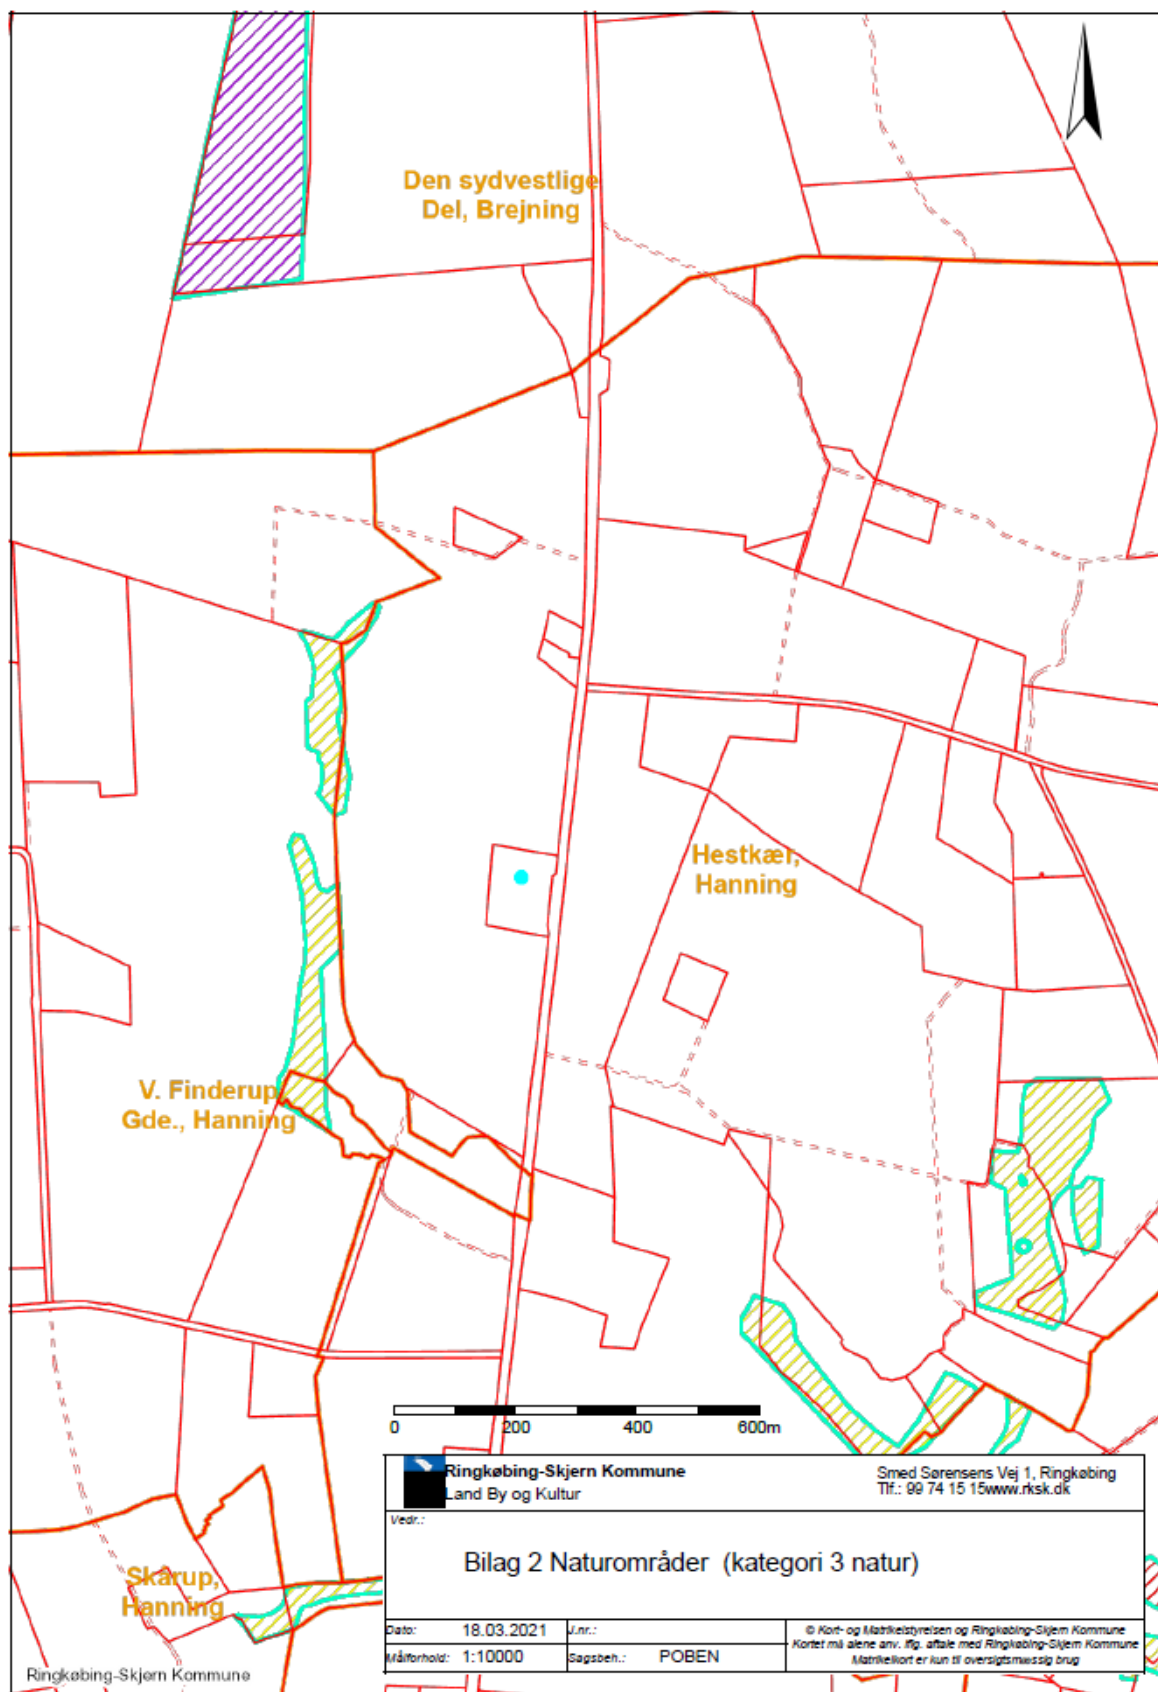 Den sydvestlige
Del, Brejning
Hestkær,
Hanning
V. Finderup
Gde., Hanning
0 200 400 600m
Ringkøbing-Skjern Kommune
Land By og Kultur
Smed Sørensens Vej 1, Ringkøbing
Tlf.: 99 74 15 15www.rksk.dk
Vedr.:
Bilag 2 Naturområder (kategori 3 natur)
Skårup,
Hanning
Dato: 18.03.2021 J.nr.:
Målforhold: 1:10000 Sagsbeh.: POBEN
© Kort- og Matrikelstyrelsen og Ringkøbing-Skjern Kommune
Kortet må alene anv. iflg. aftale med Ringkøbing-Skjern Kommune
Matrikelkort er kun til oversigtsmæssig brug
Ringkøbing-Skjern Kommune